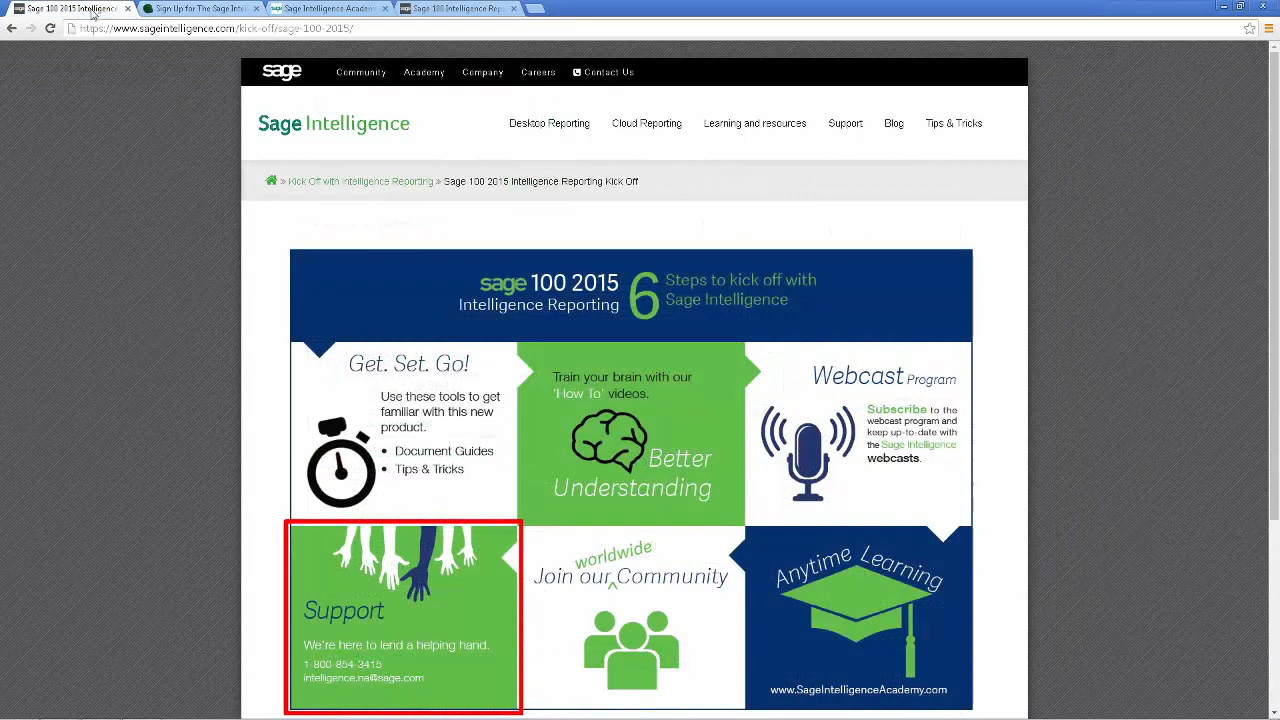 Sage 100 2015 Intelligence
Sign Up for The Sage Intelli
Sage Intelligence Academy
Sage 100 Intelligence Repo
https://www.sageintelligence.com/kick-off/sage-100-2015/
sage Community Academy Company Careers Contact Us
Sage Intelligence
Desktop Reporting Cloud Reporting Learning and resources Support Blog Tips & Tricks
» Kick Off with Intelligence Reporting » Sage 100 2015 Intelligence Reporting Kick Off
sage 100 2015
Intelligence Reporting
6
Steps to kick off with
Sage Intelligence
Get. Set. Go!
Use these tools to get
familiar with this new
product.
• Document Guides
• Tips & Tricks
Train your brain with our
'How To' videos.
Better
Understanding
Webcast Program
Subscribe to the
webcast program and
keep up-to-date with
the Sage Intelligence
webcasts.
Support
We're here to lend a helping hand.
1-800-854-3415
intelligence.na@sage.com
worldwide
Join our ^ Community
Anytime Learning
www.SageIntelligenceAcademy.com